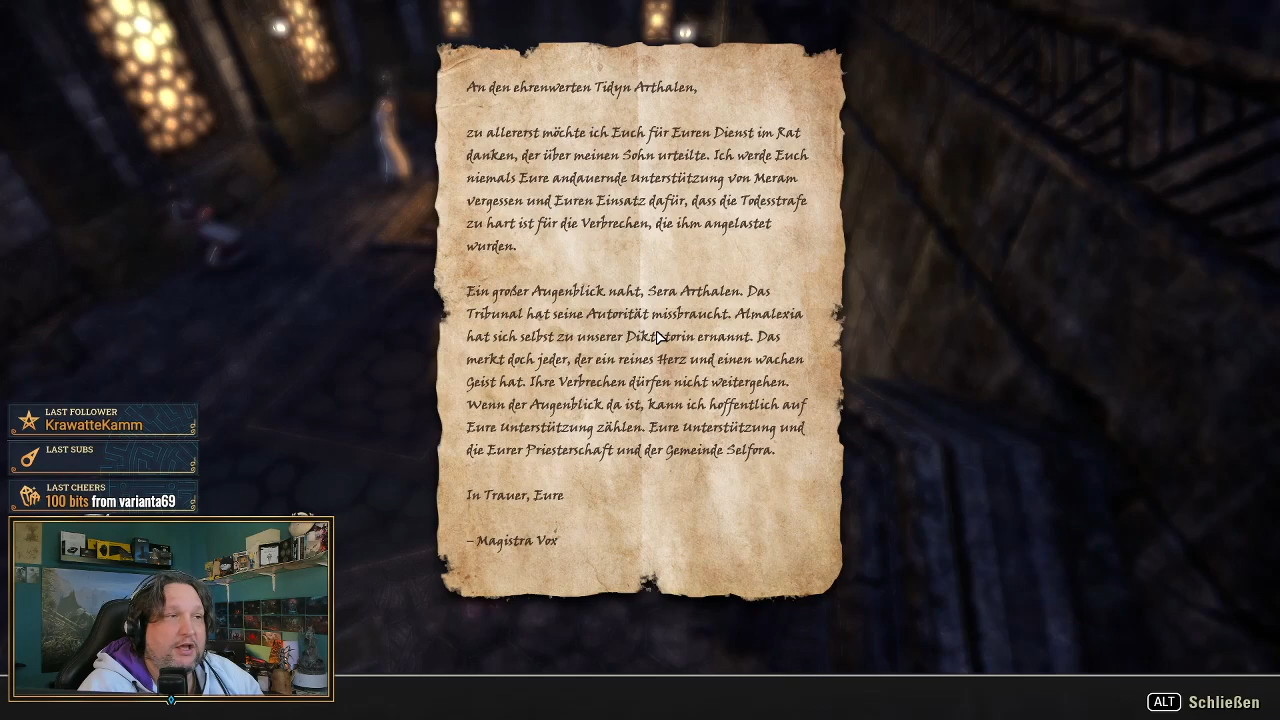 An den ehrenwerten Tidyn Arthalen,
zu allererst möchte ich Euch für Euren Dienst im Rat
danken, der über meinen Sohn urteilte. Ich werde Euch
niemals Eure andauernde Unterstützung von Meram
vergessen und Euren Einsatz dafür, dass die Todesstrafe
zu hart ist für die Verbrechen, die ihm angelastet
wurden.
Ein großer Augenblick naht, Sera Arthalen. Das
Tribunal hat seine Autorität missbraucht. Almalexia
hat sich selbst zu unserer Diktatorin ernannt. Das
merkt doch jeder, der ein reines Herz und einen wachen
Geist hat. Ihre Verbrechen dürfen nicht weitergehen.
Wenn der Augenblick da ist, kann ich hoffentlich auf
Eure Unterstützung zählen. Eure Unterstützung und
die Eurer Priesterschaft und der Gemeinde Selfora.
In Trauer, Eure
– Magistra Vox
LAST FOLLOWER
KrawatteKamm
LAST SUBS
LAST CHEERS
100 bits from varianta69
ALT Schließen